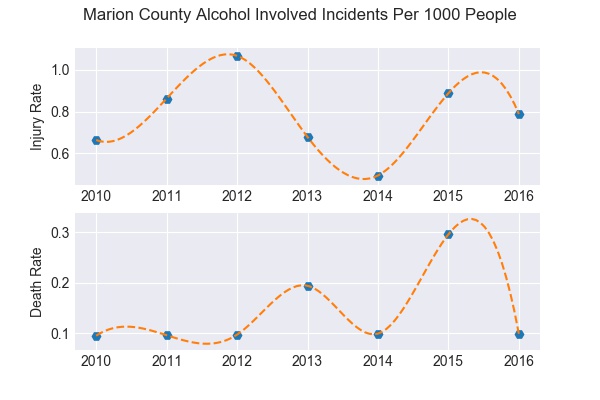 Marion County Alcohol Involved Incidents Per 1000 People
Injury Rate
1.0
0.8
0.6
2010 2011 2012 2013 2014 2015 2016
Death Rate
0.3
0.2
0.1
2010 2011 2012 2013 2014 2015 2016